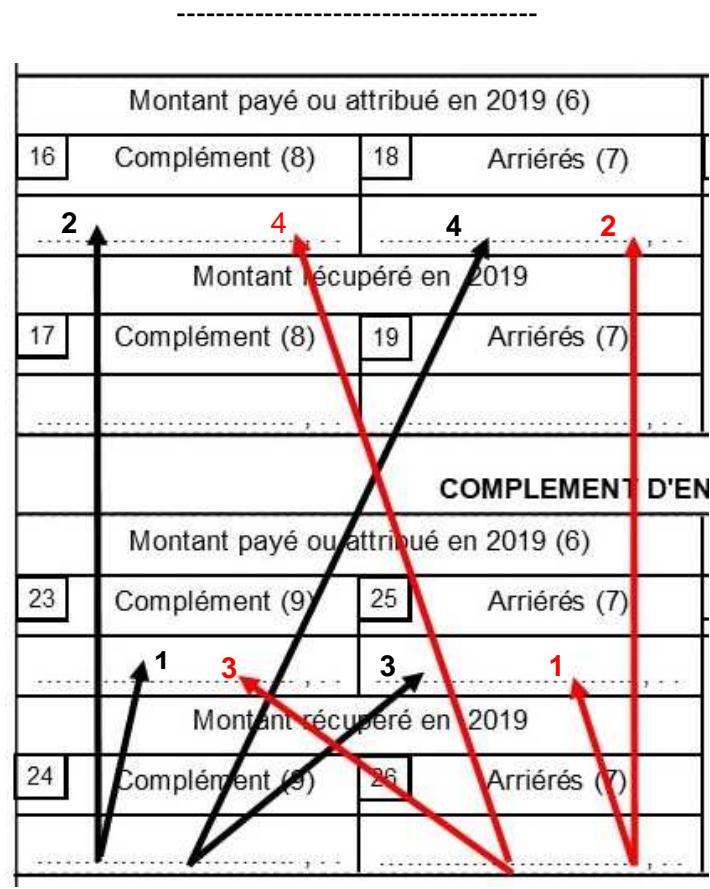 ------------------------------------
Montant payé ou attribué en 2019 (6)
16 Complément (8) 18 Arriérés (7)
2 4 4 2
Montant récupéré en 2019
17 Complément (8) 19 Arriérés (7)
COMPLEMENT D'EN
Montant payé ou attribué en 2019 (6)
23 Complément (9) 25 Arriérés (7)
1 3 3 1
Montant récupéré en 2019
24 Complément (9) 26 Arriérés (7)